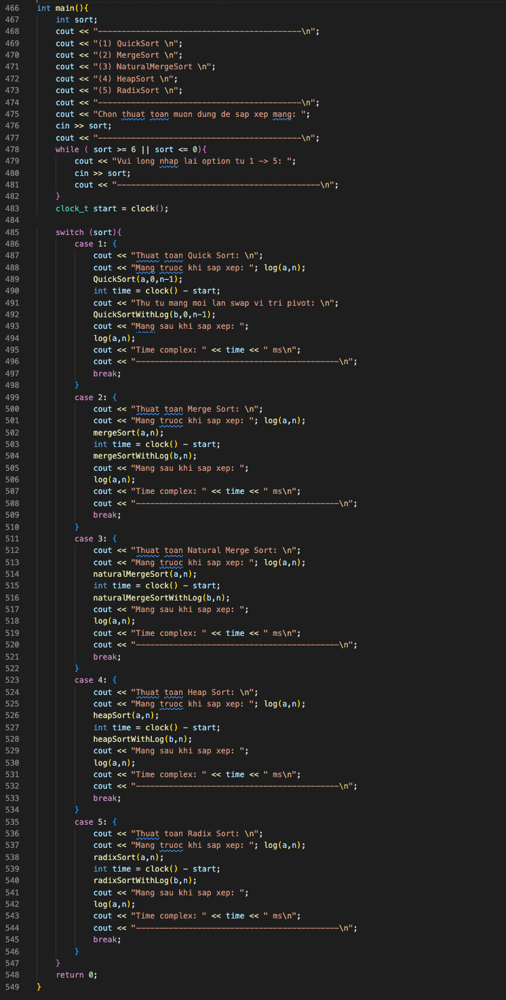 466 int main(){
467     int sort;
468     cout << "-------------------------------------------\n";
469     cout << "(1) QuickSort \n";
470     cout << "(2) MergeSort \n";
471     cout << "(3) NaturalMergeSort \n";
472     cout << "(4) HeapSort \n";
473     cout << "(5) RadixSort \n";
474     cout << "-------------------------------------------\n";
475     cout << "Chon thuat toan muon dung de sap xep mang: ";
476     cin >> sort;
477     cout << "-------------------------------------------\n";
478     while ( sort >= 6 || sort <= 0){
479         cout << "Vui long nhap lai option tu 1 -> 5: ";
480         cin >> sort;
481         cout << "-------------------------------------------\n";
482     }
483     clock_t start = clock();
484
485     switch (sort){
486         case 1: {
487             cout << "Thuat toan Quick Sort: \n";
488             cout << "Mang truoc khi sap xep: "; log(a,n);
489             QuickSort(a,0,n-1);
490             int time = clock() - start;
491             cout << "Thu tu mang moi lan swap vi tri pivot: \n";
492             QuickSortWithLog(b,0,n-1);
493             cout << "Mang sau khi sap xep: ";
494             log(a,n);
495             cout << "Time complex: " << time << " ms\n";
496             cout << "-------------------------------------------\n";
497             break;
498         }
499         case 2: {
500             cout << "Thuat toan Merge Sort: \n";
501             cout << "Mang truoc khi sap xep: "; log(a,n);
502             mergeSort(a,n);
503             int time = clock() - start;
504             mergeSortWithLog(b,n);
505             cout << "Mang sau khi sap xep: ";
506             log(a,n);
507             cout << "Time complex: " << time << " ms\n";
508             cout << "-------------------------------------------\n";
509             break;
510         }
511         case 3: {
512             cout << "Thuat toan Natural Merge Sort: \n";
513             cout << "Mang truoc khi sap xep: "; log(a,n);
514             naturalMergeSort(a,n);
515             int time = clock() - start;
516             naturalMergeSortWithLog(b,n);
517             cout << "Mang sau khi sap xep: ";
518             log(a,n);
519             cout << "Time complex: " << time << " ms\n";
520             cout << "-------------------------------------------\n";
521             break;
522         }
523         case 4: {
524             cout << "Thuat toan Heap Sort: \n";
525             cout << "Mang truoc khi sap xep: "; log(a,n);
526             heapSort(a,n);
527             int time = clock() - start;
528             heapSortWithLog(b,n);
529             cout << "Mang sau khi sap xep: ";
530             log(a,n);
531             cout << "Time complex: " << time << " ms\n";
532             cout << "-------------------------------------------\n";
533             break;
534         }
535         case 5: {
536             cout << "Thuat toan Radix Sort: \n";
537             cout << "Mang truoc khi sap xep: "; log(a,n);
538             radixSort(a,n);
539             int time = clock() - start;
540             radixSortWithLog(b,n);
541             cout << "Mang sau khi sap xep: ";
542             log(a,n);
543             cout << "Time complex: " << time << " ms\n";
544             cout << "-------------------------------------------\n";
545             break;
546         }
547     }
548     return 0;
549 }